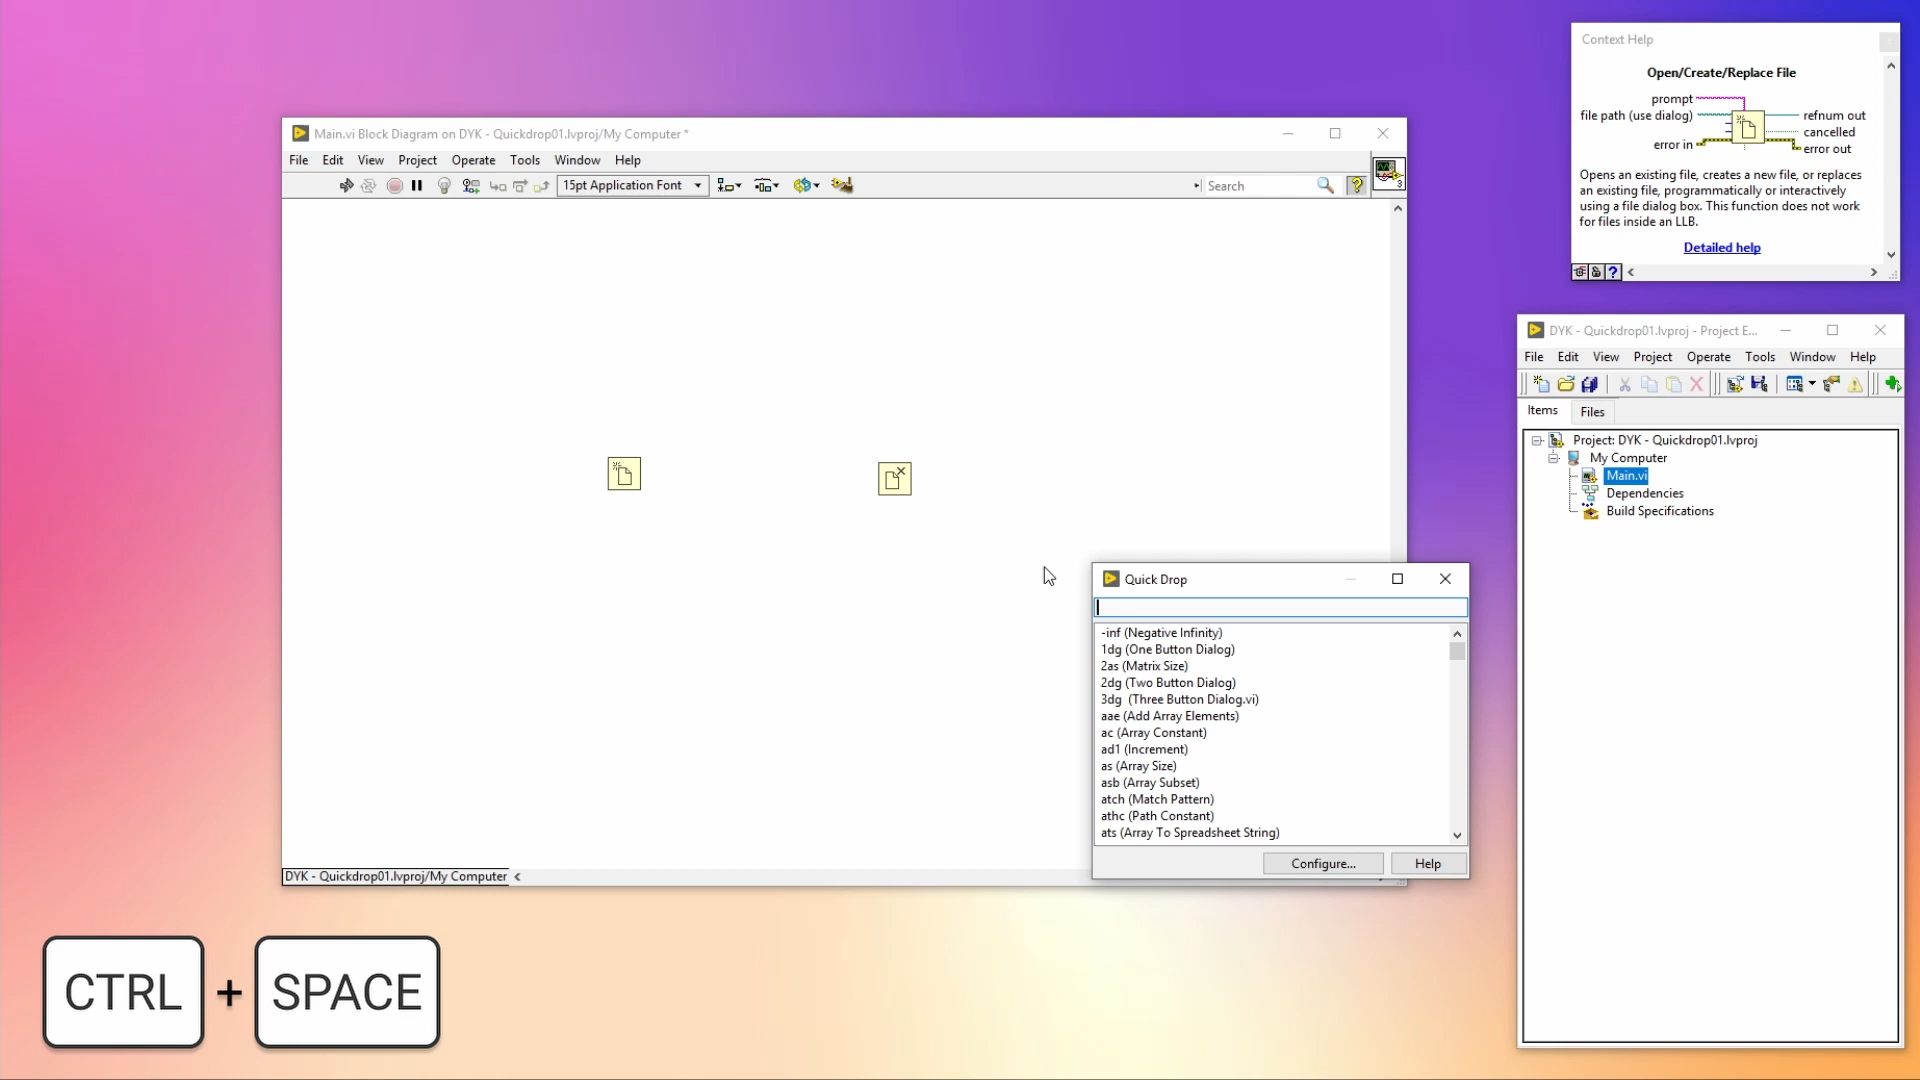 Context Help
Open/Create/Replace File
prompt
file path (use dialog)
refnum out
cancelled
error in
error out
Opens an existing file, creates a new file, or replaces
an existing file, programmatically or interactively
using a file dialog box. This function does not work
for files inside an LLB.
Detailed help
Main.vi Block Diagram on DYK - Quickdrop01.lvproj/My Computer *
File Edit View Project Operate Tools Window Help
15pt Application Font
Search
3
DYK - Quickdrop01.lvproj/My Computer
Quick Drop
-inf (Negative Infinity)
1dg (One Button Dialog)
2as (Matrix Size)
2dg (Two Button Dialog)
3dg (Three Button Dialog.vi)
aae (Add Array Elements)
ac (Array Constant)
ad1 (Increment)
as (Array Size)
asb (Array Subset)
atch (Match Pattern)
athc (Path Constant)
ats (Array To Spreadsheet String)
Configure...
Help
DYK - Quickdrop01.lvproj - Project E...
File Edit View Project Operate Tools Window Help
Items
Files
Project: DYK - Quickdrop01.lvproj
My Computer
Main.vi
Dependencies
Build Specifications
CTRL + SPACE